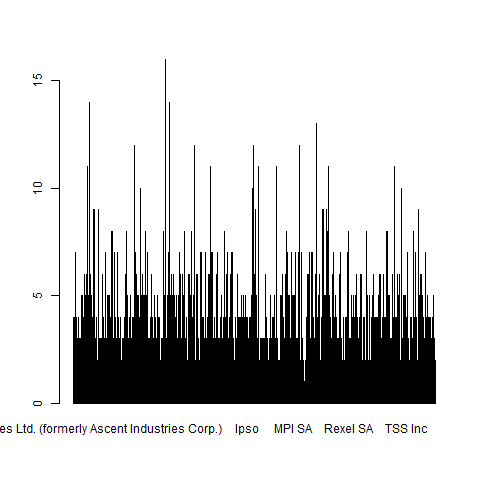 15
10
5
0
es Ltd. (formerly Ascent Industries Corp.) Ipso MPI SA Rexel SA TSS Inc